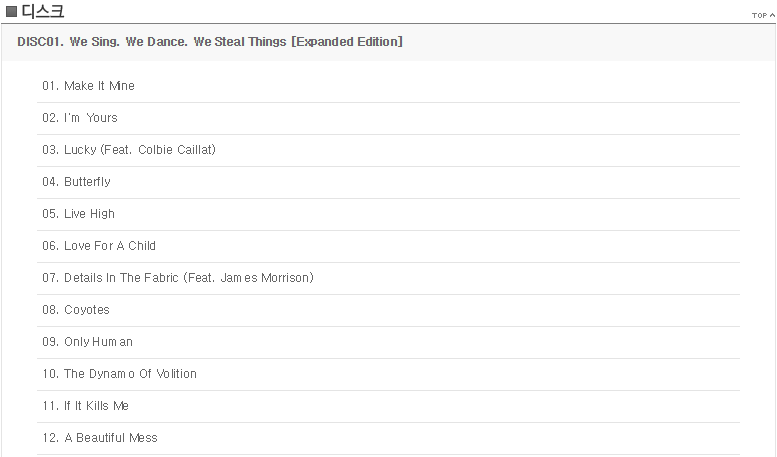 디스크
TOP
DISC01. We Sing. We Dance. We Steal Things [Expanded Edition]
01. Make It Mine
02. I'm Yours
03. Lucky (Feat. Colbie Caillat)
04. Butterfly
05. Live High
06. Love For A Child
07. Details In The Fabric (Feat. James Morrison)
08. Coyotes
09. Only Human
10. The Dynamo Of Volition
11. If It Kills Me
12. A Beautiful Mess